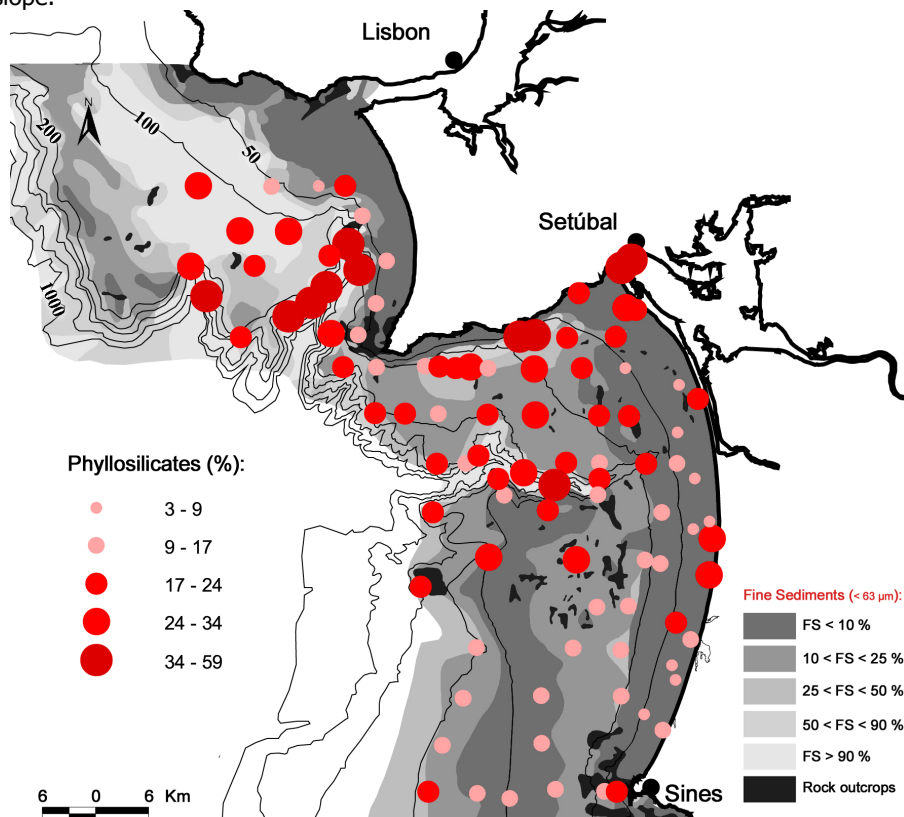 slope.
Lisbon
N
200
100
50
Setúbal
1000
Phyllosilicates (%):
3 - 9
9 - 17
17 - 24
24 - 34
34 - 59
Fine Sediments (< 63 µm):
FS < 10 %
10 < FS < 25 %
25 < FS < 50 %
50 < FS < 90 %
FS > 90 %
Rock outcrops
6 0 6 Km
Sines